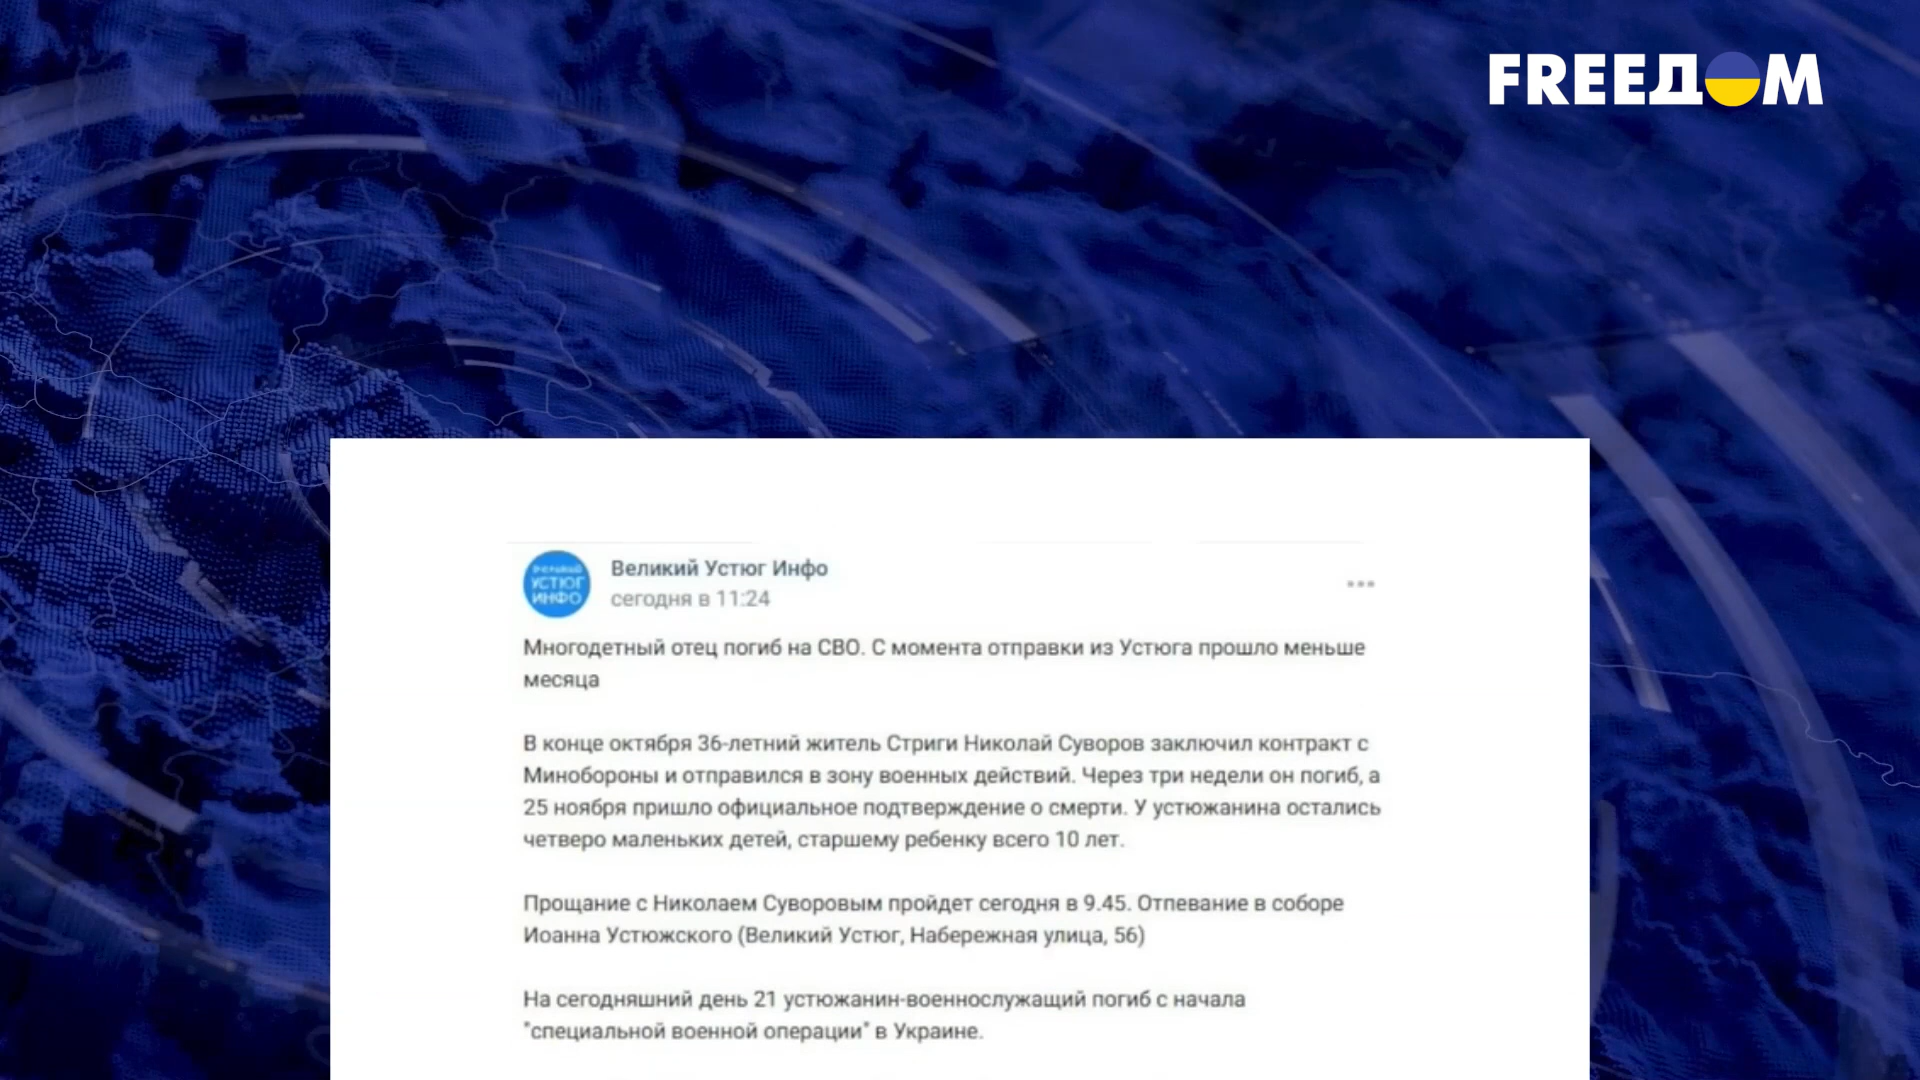 FREEДОМ
ВЕЛИКИЙ
УСТЮГ
ИНФО
Великий Устюг Инфо
сегодня в 11:24
Многодетный отец погиб на СВО. С момента отправки из Устюга прошло меньше
месяца
В конце октября 36-летний житель Стриги Николай Суворов заключил контракт с
Минобороны и отправился в зону военных действий. Через три недели он погиб, а
25 ноября пришло официальное подтверждение о смерти. У устюжанина остались
четверо маленьких детей, старшему ребенку всего 10 лет.
Прощание с Николаем Суворовым пройдет сегодня в 9.45. Отпевание в соборе
Иоанна Устюжского (Великий Устюг, Набережная улица, 56)
На сегодняшний день 21 устюжанин-военнослужащий погиб с начала
"специальной военной операции" в Украине.